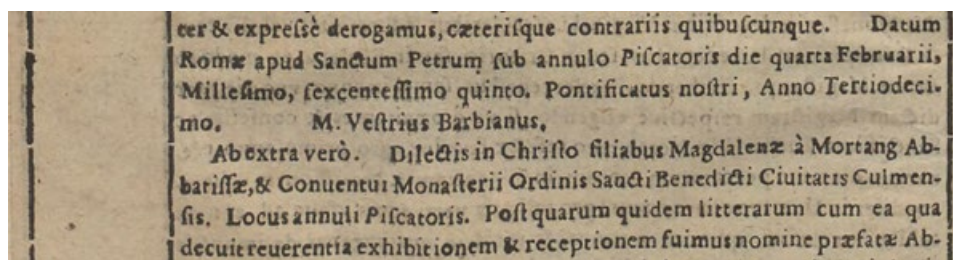 ter & expreſsè derogamus, cæteriſque contrariis quibuſcunque. Datum
Romæ apud Sanctum Petrum ſub annulo Piſcatoris die quarta Februarii,
Milleſimo, ſexcenteſſimo quinto. Pontificatus noſtri, Anno Tertiodeci-
mo. M. Veſtrius Barbianus.
Ab extra verò. Dilectis in Chriſto filiabus Magdalenæ à Mortang Ab-
batiſſæ, & Conuentui Monaſterii Ordinis Sancti Benedicti Ciuitatis Culmen-
ſis. Locus annuli Piſcatoris. Poſt quarum quidem litterarum cum ea qua
decuit reuerentia exhibitionem & receptionem fuimus nomine præfatæ Ab-